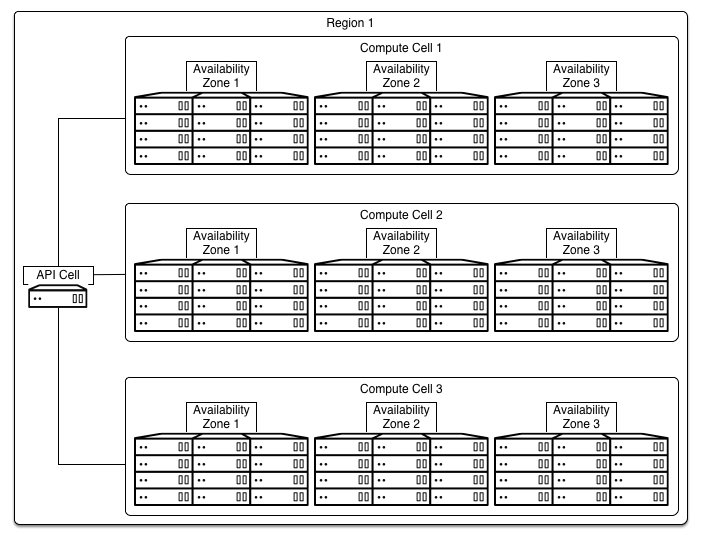 Region 1
Compute Cell 1
Availability
Zone 1
Availability
Zone 2
Availability
Zone 3
Compute Cell 2
Availability
Zone 1
Availability
Zone 2
Availability
Zone 3
API Cell
Compute Cell 3
Availability
Zone 1
Availability
Zone 2
Availability
Zone 3